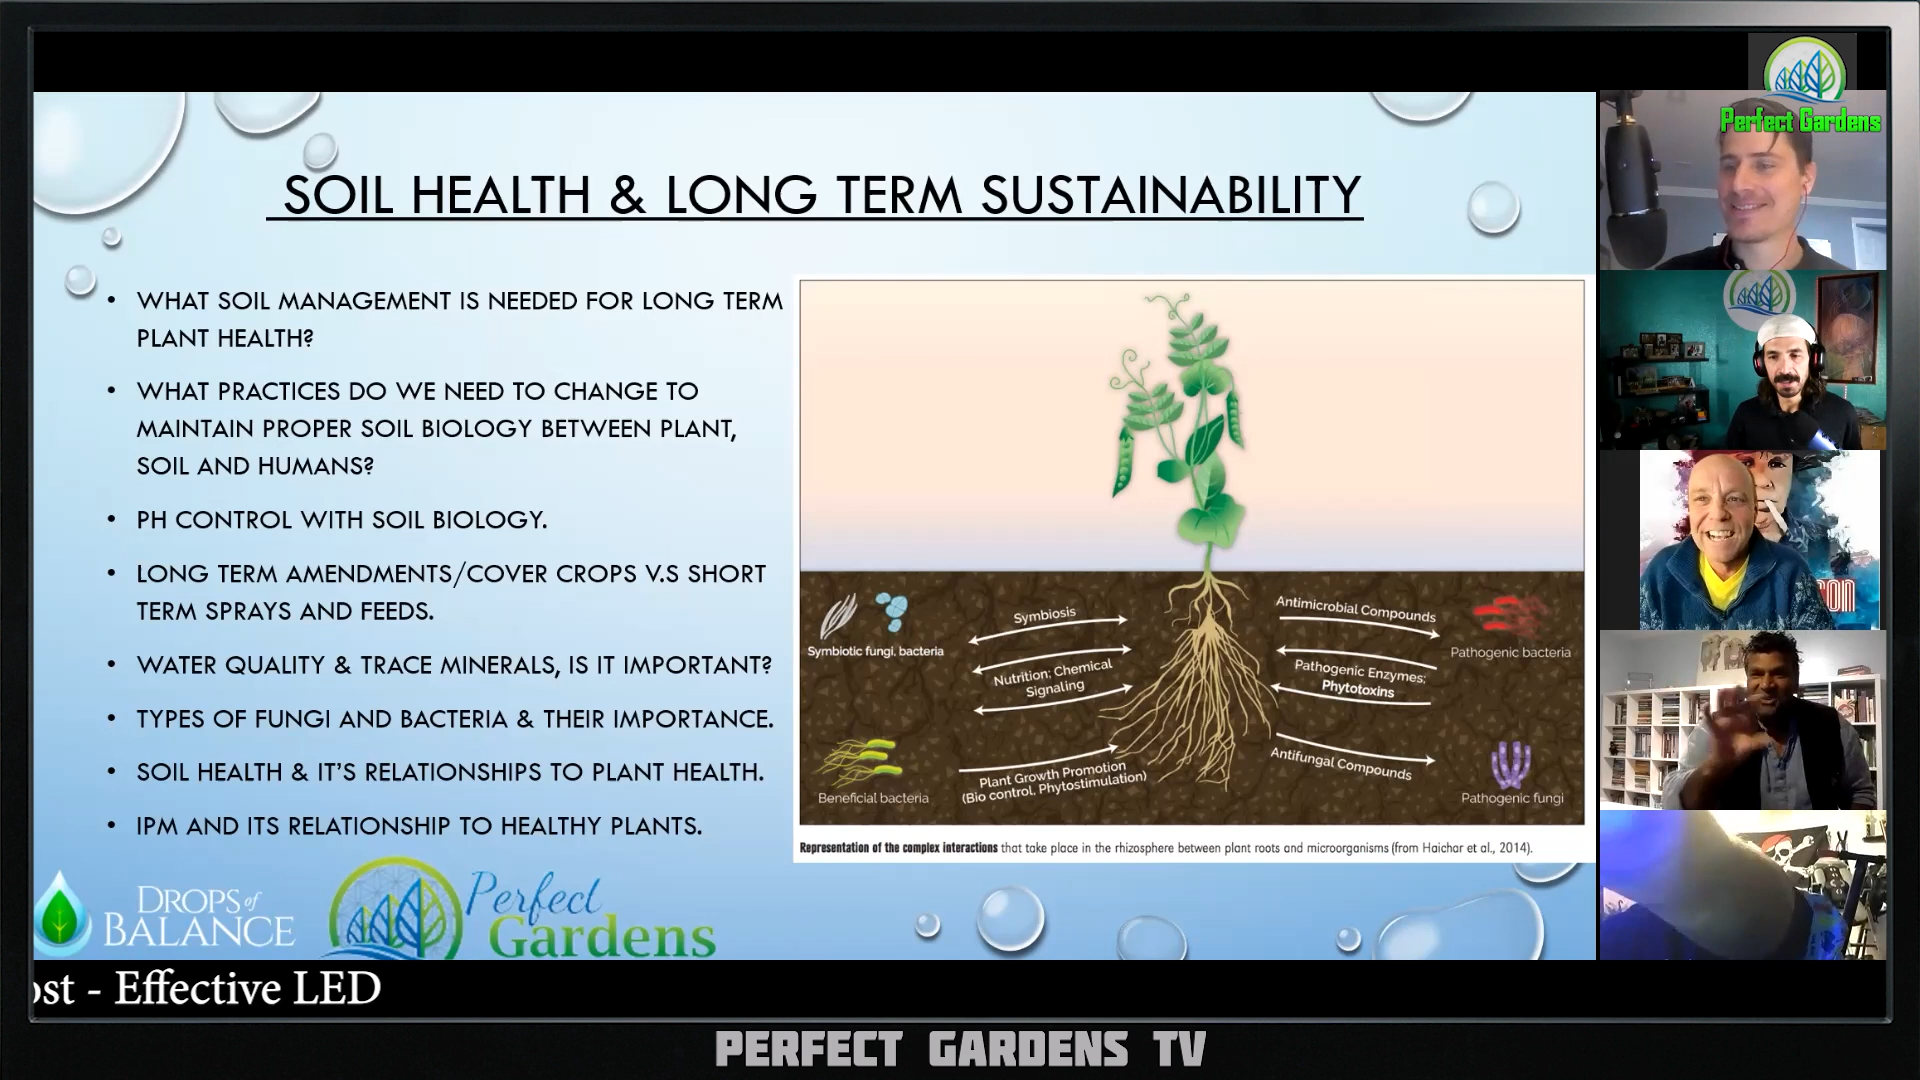 Perfect Gardens
SOIL HEALTH & LONG TERM SUSTAINABILITY
• WHAT SOIL MANAGEMENT IS NEEDED FOR LONG TERM
PLANT HEALTH?
• WHAT PRACTICES DO WE NEED TO CHANGE TO
MAINTAIN PROPER SOIL BIOLOGY BETWEEN PLANT,
SOIL AND HUMANS?
• PH CONTROL WITH SOIL BIOLOGY.
• LONG TERM AMENDMENTS/COVER CROPS V.S SHORT
TERM SPRAYS AND FEEDS.
• WATER QUALITY & TRACE MINERALS, IS IT IMPORTANT?
• TYPES OF FUNGI AND BACTERIA & THEIR IMPORTANCE.
• SOIL HEALTH & IT'S RELATIONSHIPS TO PLANT HEALTH.
• IPM AND ITS RELATIONSHIP TO HEALTHY PLANTS.
Symbiotic fungi, bacteria
Symbiosis
Nutrition; Chemical
Signaling
Beneficial bacteria
Plant Growth Promotion
(Bio control, Phytostimulation)
Antimicrobial Compounds
Pathogenic bacteria
Pathogenic Enzymes;
Phytotoxins
Antifungal Compounds
Pathogenic fungi
Representation of the complex interactions that take place in the rhizosphere between plant roots and microorganisms (from Haichar et al., 2014).
DROPS of
BALANCE
Perfect
Gardens
ost - Effective LED
PERFECT GARDENS TV